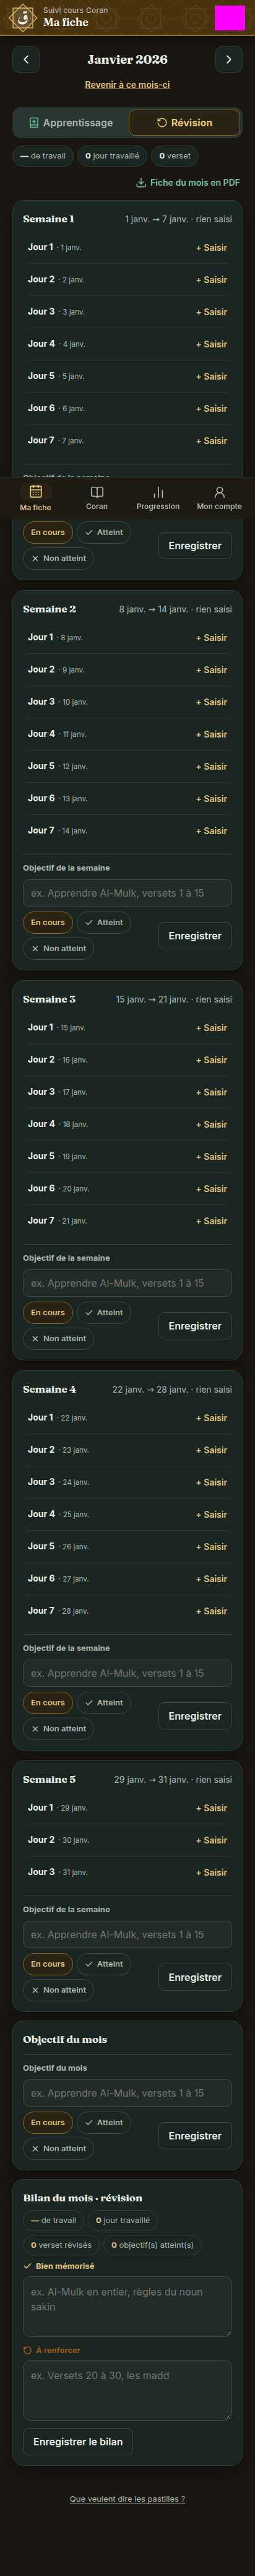 Suivi cours Coran
Ma fiche
Janvier 2026
Revenir à ce mois-ci
Apprentissage
Révision
— de travail
0 jour travaillé
0 verset
Fiche du mois en PDF
Semaine 1
1 janv. → 7 janv. · rien saisi
Jour 1 · 1 janv.
+ Saisir
Jour 2 · 2 janv.
+ Saisir
Jour 3 · 3 janv.
+ Saisir
Jour 4 · 4 janv.
+ Saisir
Jour 5 · 5 janv.
+ Saisir
Jour 6 · 6 janv.
+ Saisir
Jour 7 · 7 janv.
+ Saisir
Ma fiche
Coran
Progression
Mon compte
En cours
Atteint
Non atteint
Enregistrer
Semaine 2
8 janv. → 14 janv. · rien saisi
Jour 1 · 8 janv.
+ Saisir
Jour 2 · 9 janv.
+ Saisir
Jour 3 · 10 janv.
+ Saisir
Jour 4 · 11 janv.
+ Saisir
Jour 5 · 12 janv.
+ Saisir
Jour 6 · 13 janv.
+ Saisir
Jour 7 · 14 janv.
+ Saisir
Objectif de la semaine
ex. Apprendre Al-Mulk, versets 1 à 15
En cours
Atteint
Non atteint
Enregistrer
Semaine 3
15 janv. → 21 janv. · rien saisi
Jour 1 · 15 janv.
+ Saisir
Jour 2 · 16 janv.
+ Saisir
Jour 3 · 17 janv.
+ Saisir
Jour 4 · 18 janv.
+ Saisir
Jour 5 · 19 janv.
+ Saisir
Jour 6 · 20 janv.
+ Saisir
Jour 7 · 21 janv.
+ Saisir
Objectif de la semaine
ex. Apprendre Al-Mulk, versets 1 à 15
En cours
Atteint
Non atteint
Enregistrer
Semaine 4
22 janv. → 28 janv. · rien saisi
Jour 1 · 22 janv.
+ Saisir
Jour 2 · 23 janv.
+ Saisir
Jour 3 · 24 janv.
+ Saisir
Jour 4 · 25 janv.
+ Saisir
Jour 5 · 26 janv.
+ Saisir
Jour 6 · 27 janv.
+ Saisir
Jour 7 · 28 janv.
+ Saisir
Objectif de la semaine
ex. Apprendre Al-Mulk, versets 1 à 15
En cours
Atteint
Non atteint
Enregistrer
Semaine 5
29 janv. → 31 janv. · rien saisi
Jour 1 · 29 janv.
+ Saisir
Jour 2 · 30 janv.
+ Saisir
Jour 3 · 31 janv.
+ Saisir
Objectif de la semaine
ex. Apprendre Al-Mulk, versets 1 à 15
En cours
Atteint
Non atteint
Enregistrer
Objectif du mois
Objectif du mois
ex. Apprendre Al-Mulk, versets 1 à 15
En cours
Atteint
Non atteint
Enregistrer
Bilan du mois · révision
— de travail
0 jour travaillé
0 verset révisés
0 objectif(s) atteint(s)
Bien mémorisé
ex. Al-Mulk en entier, règles du noun
sakin
À renforcer
ex. Versets 20 à 30, les madd
Enregistrer le bilan
Que veulent dire les pastilles ?